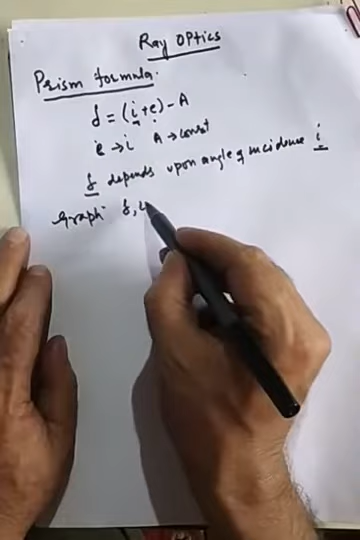 Ray OPtics
Prism formula:
δ = (i + e) - A
e → i A → const
δ depends upon angle of incidence i
Graph δ, i